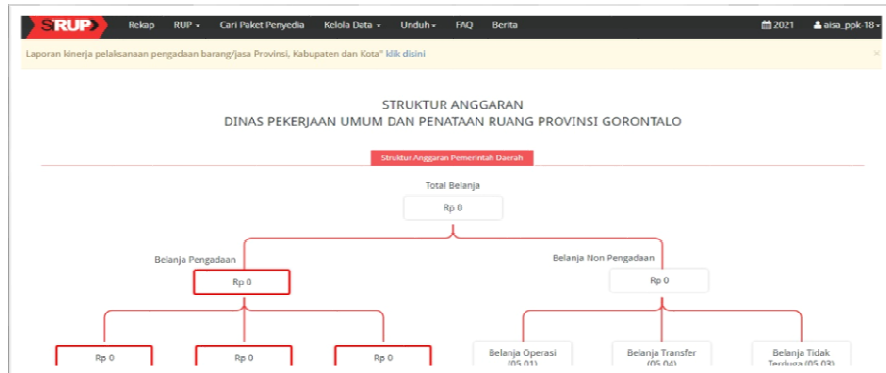 SiRUP Rekap RUP Cari Paket Penyedia Kelola Data Unduh FAQ Berita 2021 aisa_ppk-18
Laporan kinerja pelaksanaan pengadaan barang/jasa Provinsi, Kabupaten dan Kota" klik disini ×
STRUKTUR ANGGARAN
DINAS PEKERJAAN UMUM DAN PENATAAN RUANG PROVINSI GORONTALO
Struktur Anggaran Pemerintah Daerah
Total Belanja
Rp 0
Belanja Pengadaan Belanja Non Pengadaan
Rp 0 Rp 0
Rp 0 Rp 0 Rp 0 Belanja Operasi Belanja Transfer Belanja Tidak
(05.01) (05.04) Terduga (05.03)